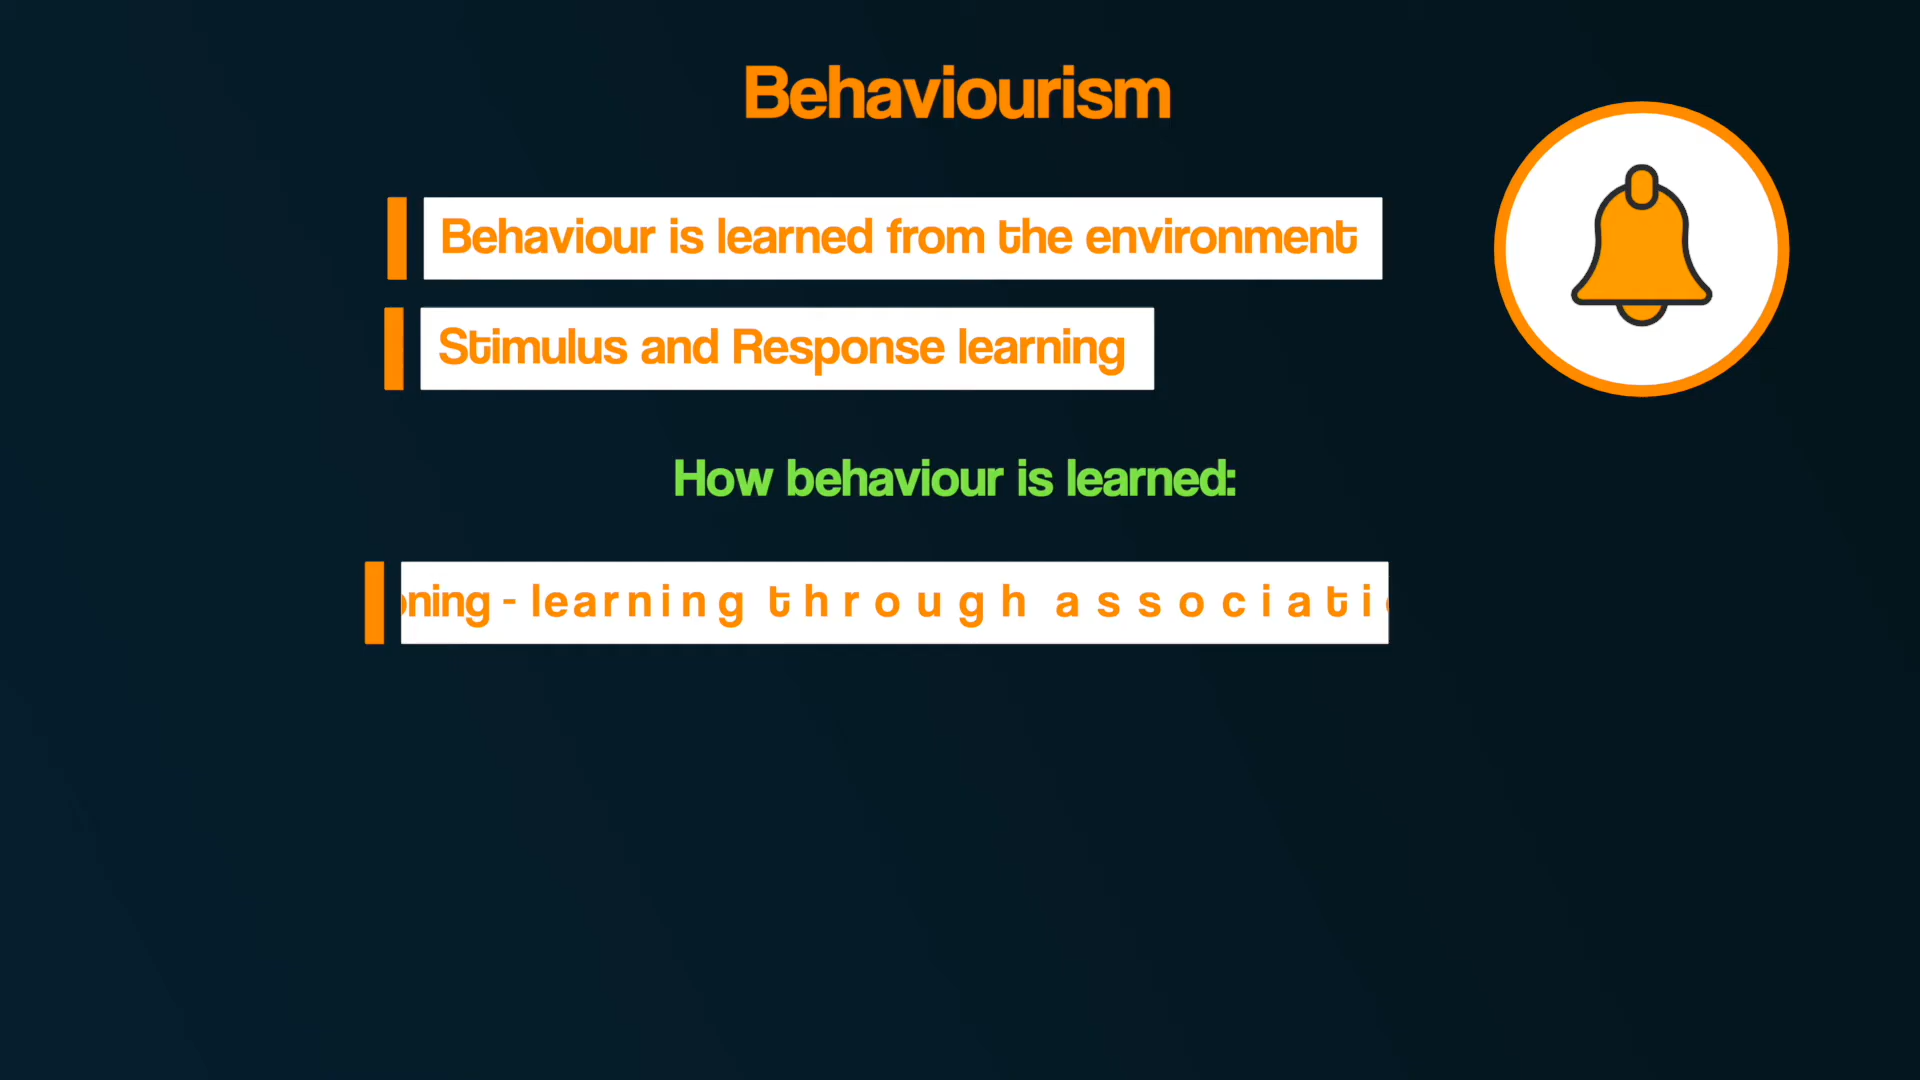 Behaviourism
Behaviour is learned from the environment
Stimulus and Response learning
How behaviour is learned:
ning - learning through associati